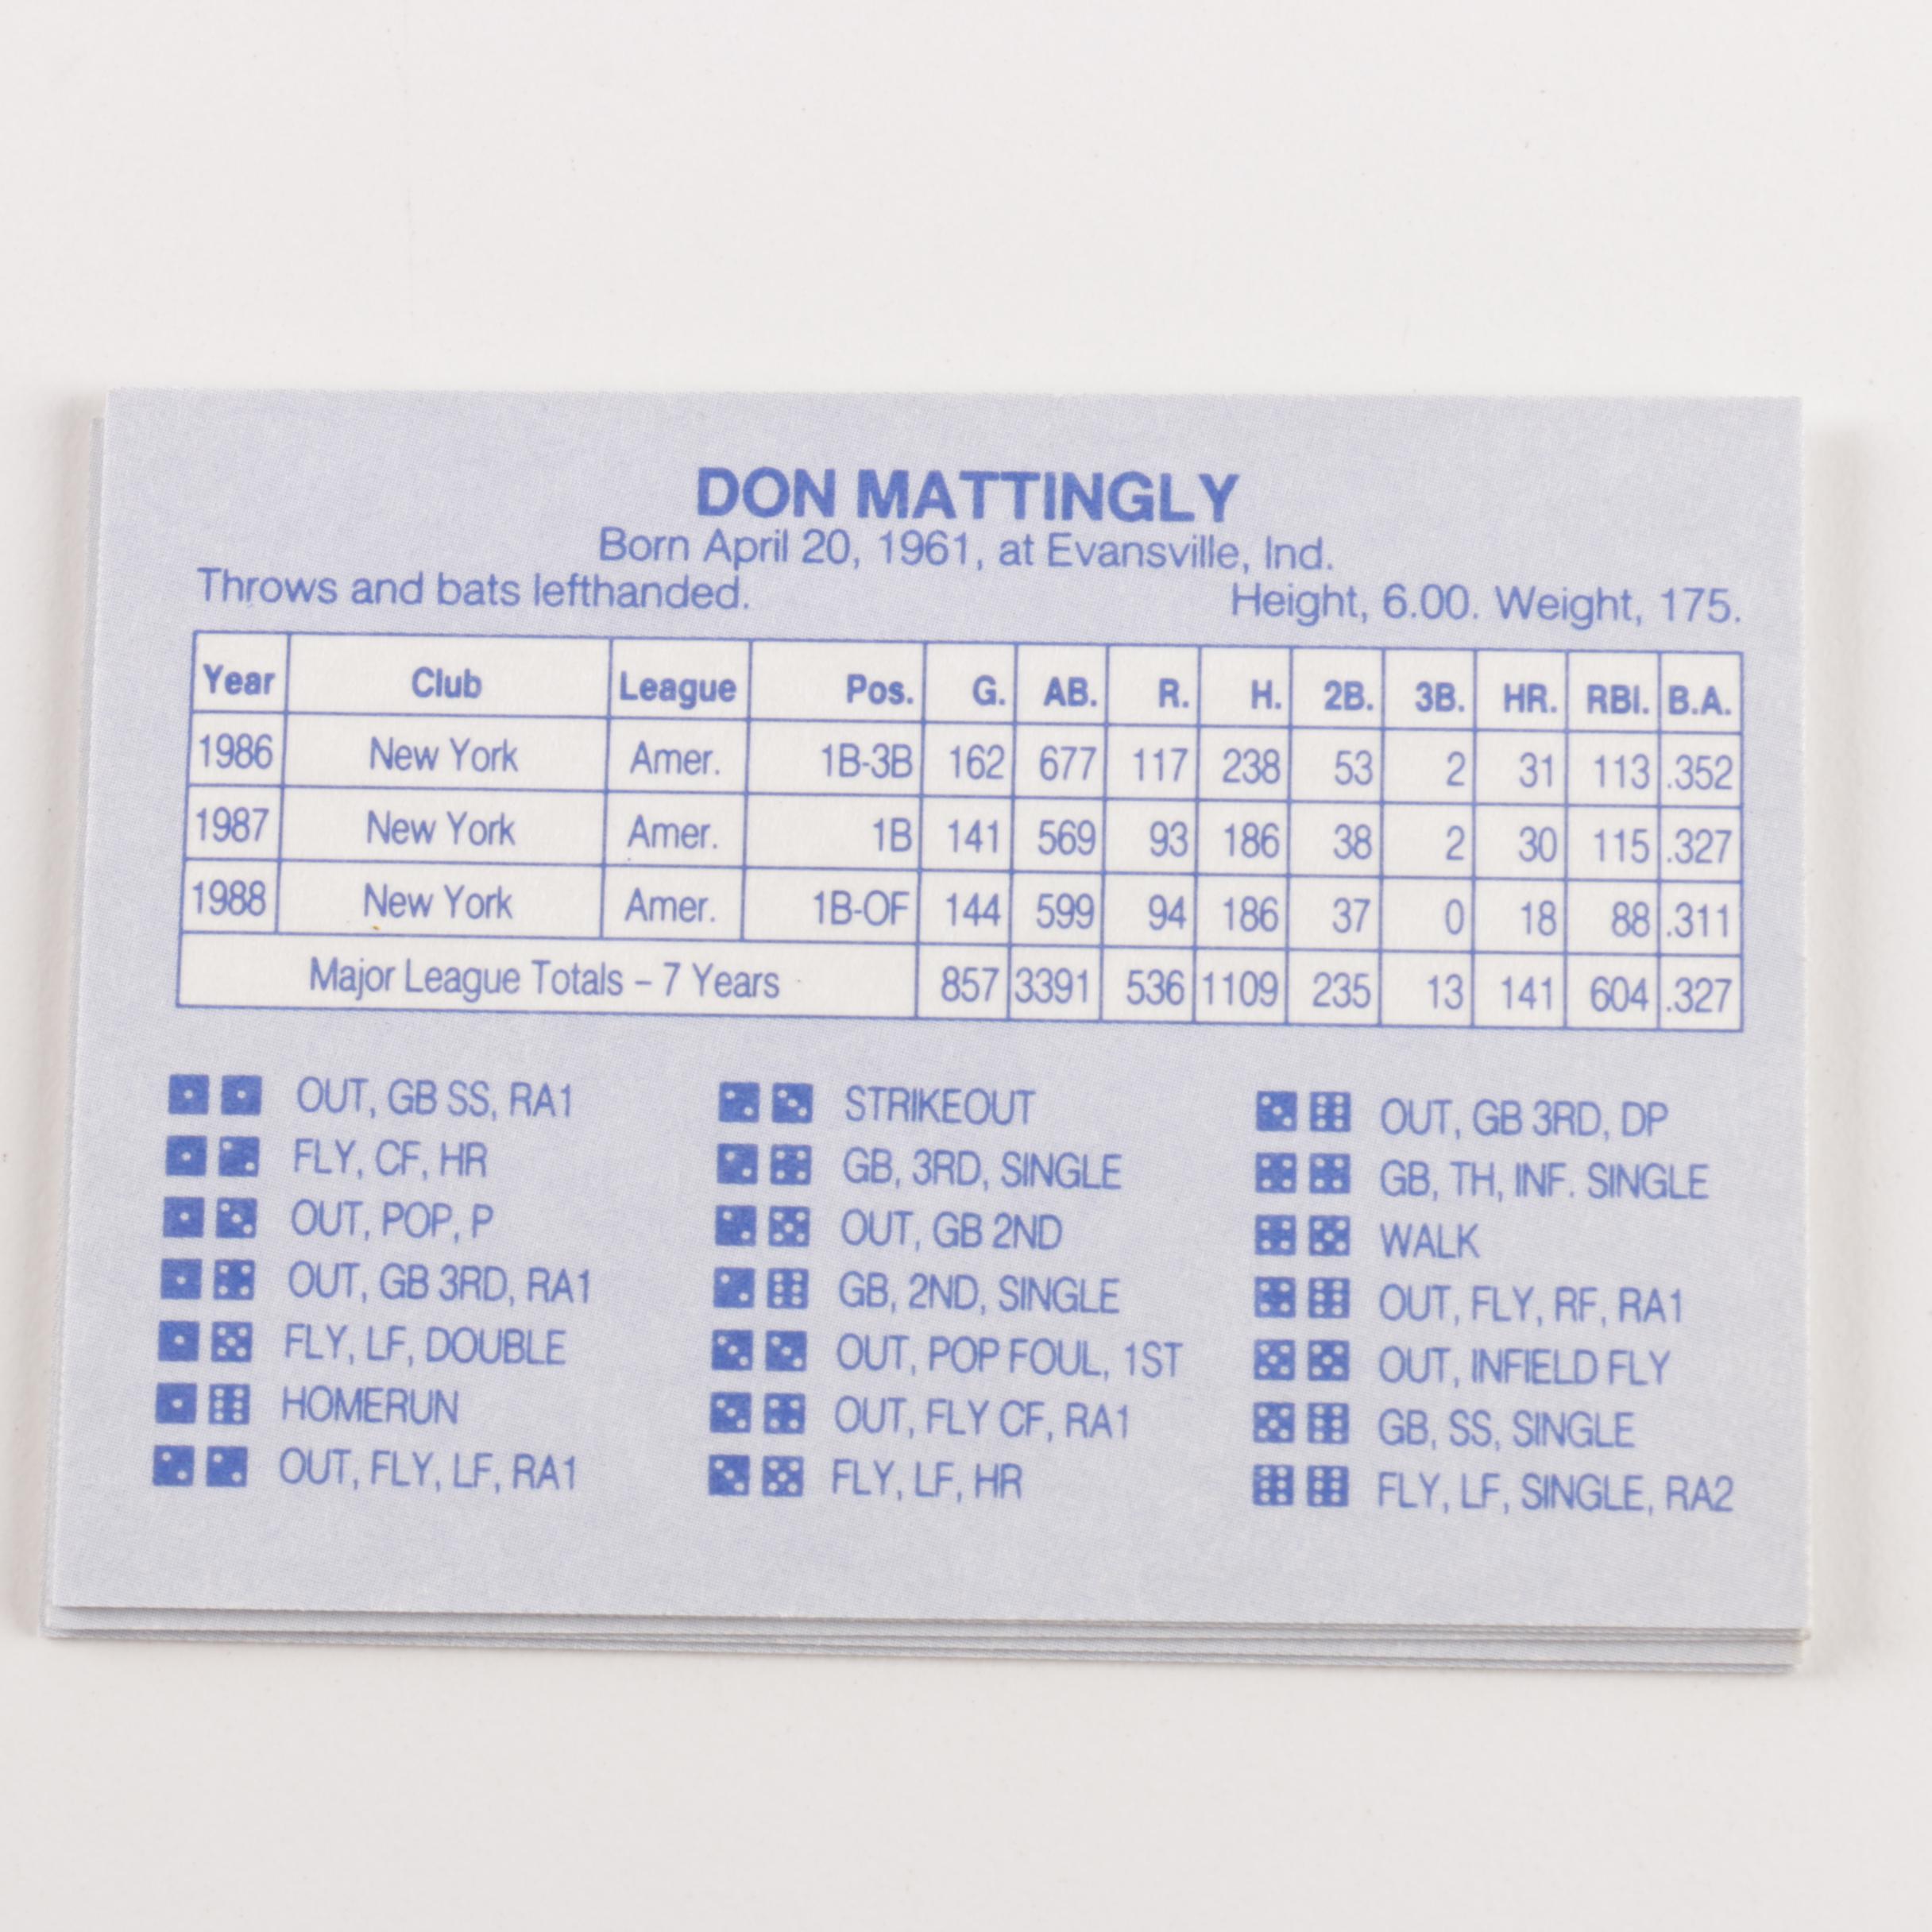 DON MATTINGLY
Born April 20, 1961, at Evansville, Ind.
Throws and bats lefthanded. Height, 6.00. Weight, 175.
Year Club League Pos. G. AB. R. H. 2B. 3B. HR. RBI. B.A.
1986 New York Amer. 1B-3B 162 677 117 238 53 2 31 113 .352
1987 New York Amer. 1B 141 569 93 186 38 2 30 115 .327
1988 New York Amer. 1B-OF 144 599 94 186 37 0 18 88 .311
Major League Totals – 7 Years 857 3391 536 1109 235 13 141 604 .327
OUT, GB SS, RA1
FLY, CF, HR
OUT, POP, P
OUT, GB 3RD, RA1
FLY, LF, DOUBLE
HOMERUN
OUT, FLY, LF, RA1
STRIKEOUT
GB, 3RD, SINGLE
OUT, GB 2ND
GB, 2ND, SINGLE
OUT, POP FOUL, 1ST
OUT, FLY CF, RA1
FLY, LF, HR
OUT, GB 3RD, DP
GB, TH, INF. SINGLE
WALK
OUT, FLY, RF, RA1
OUT, INFIELD FLY
GB, SS, SINGLE
FLY, LF, SINGLE, RA2